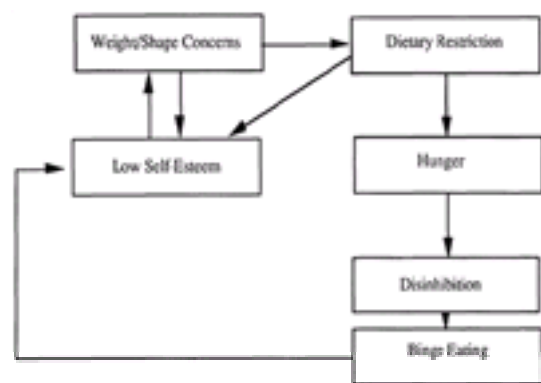 Weight/Shape Concerns
Dietary Restriction
Low Self-Esteem
Hunger
Disinhibition
Binge Eating